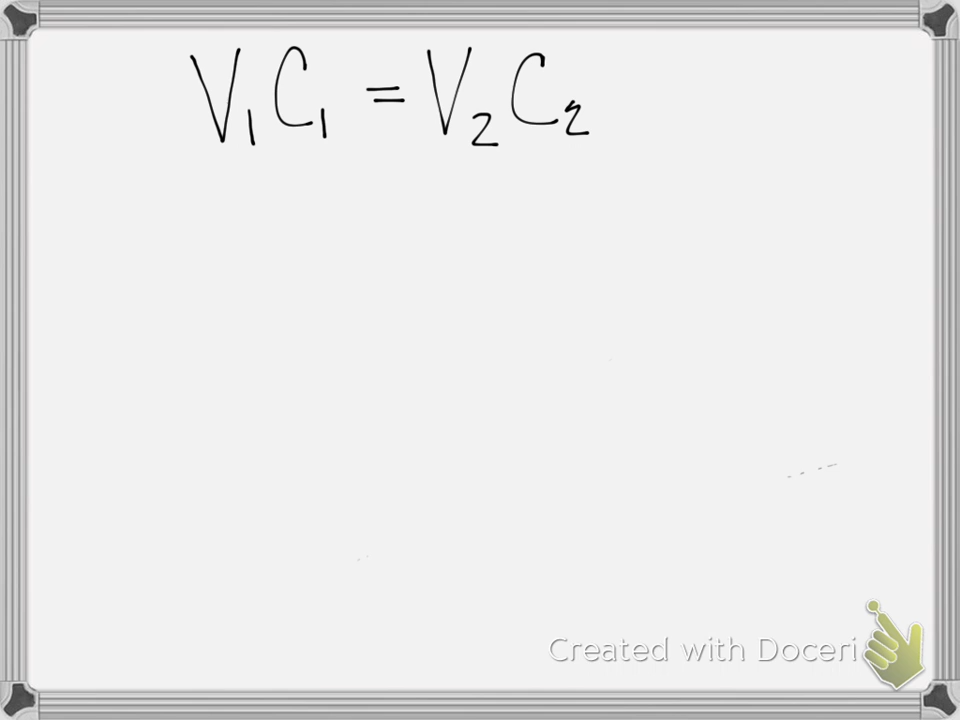 V₁C₁ = V₂C₂
Created with Doceri